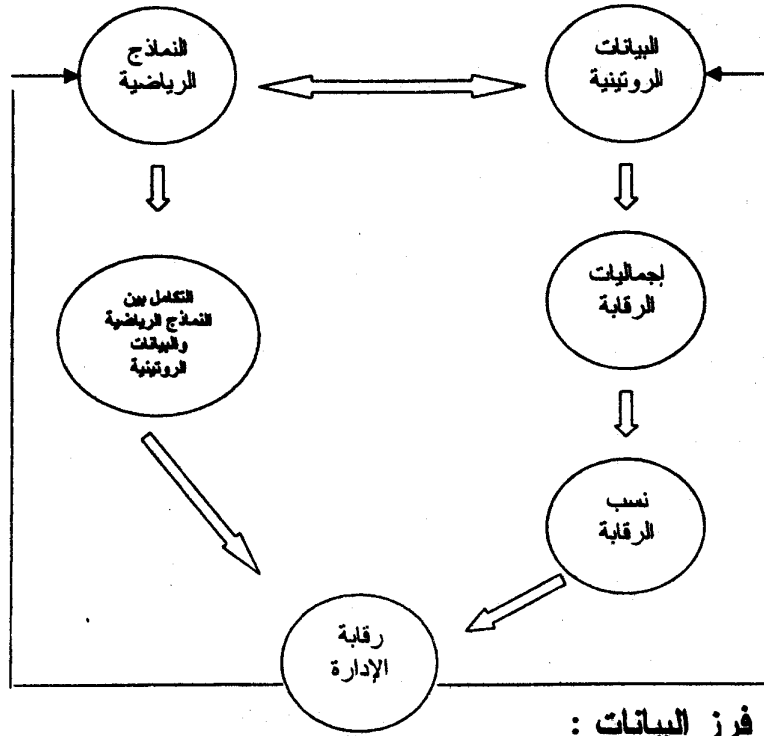 البيانات
الروتينية
النماذج
الرياضية
إجماليات
الرقابة
التكامل بين
النماذج الرياضية
والبيانات
الروتينية
نسب
الرقابة
رقابة
الإدارة
فرز البيانات :